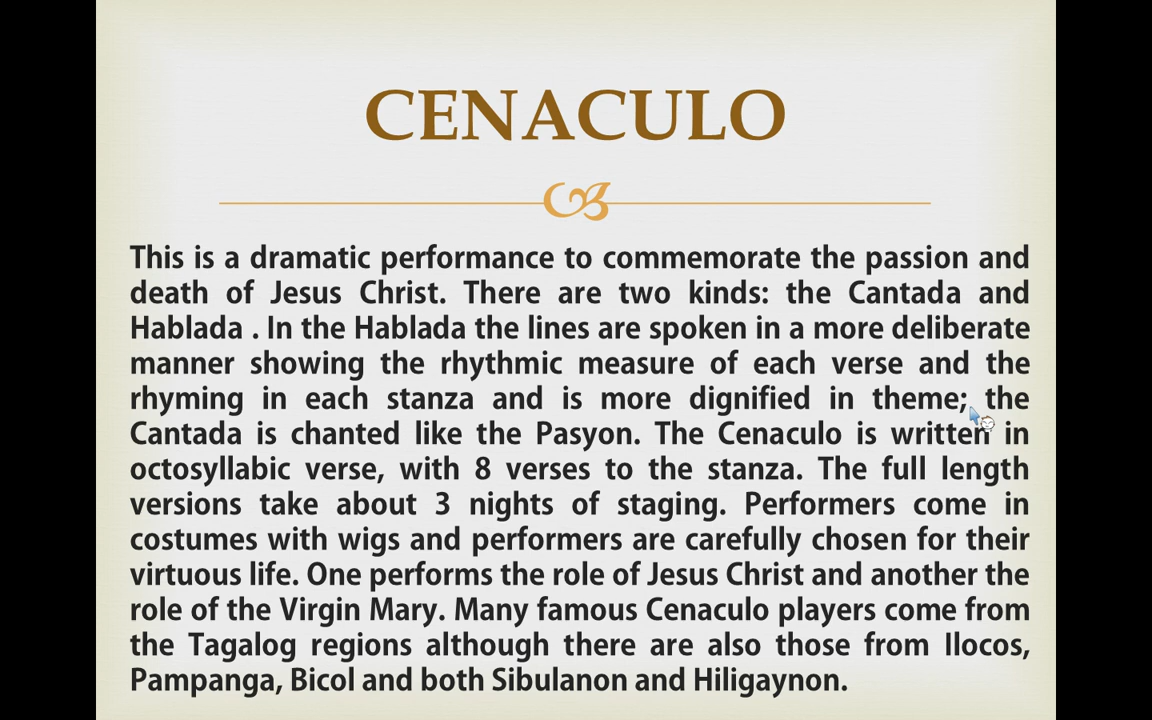 CENACULO
This is a dramatic performance to commemorate the passion and
death of Jesus Christ. There are two kinds: the Cantada and
Hablada . In the Hablada the lines are spoken in a more deliberate
manner showing the rhythmic measure of each verse and the
rhyming in each stanza and is more dignified in theme; the
Cantada is chanted like the Pasyon. The Cenaculo is written in
octosyllabic verse, with 8 verses to the stanza. The full length
versions take about 3 nights of staging. Performers come in
costumes with wigs and performers are carefully chosen for their
virtuous life. One performs the role of Jesus Christ and another the
role of the Virgin Mary. Many famous Cenaculo players come from
the Tagalog regions although there are also those from Ilocos,
Pampanga, Bicol and both Sibulanon and Hiligaynon.